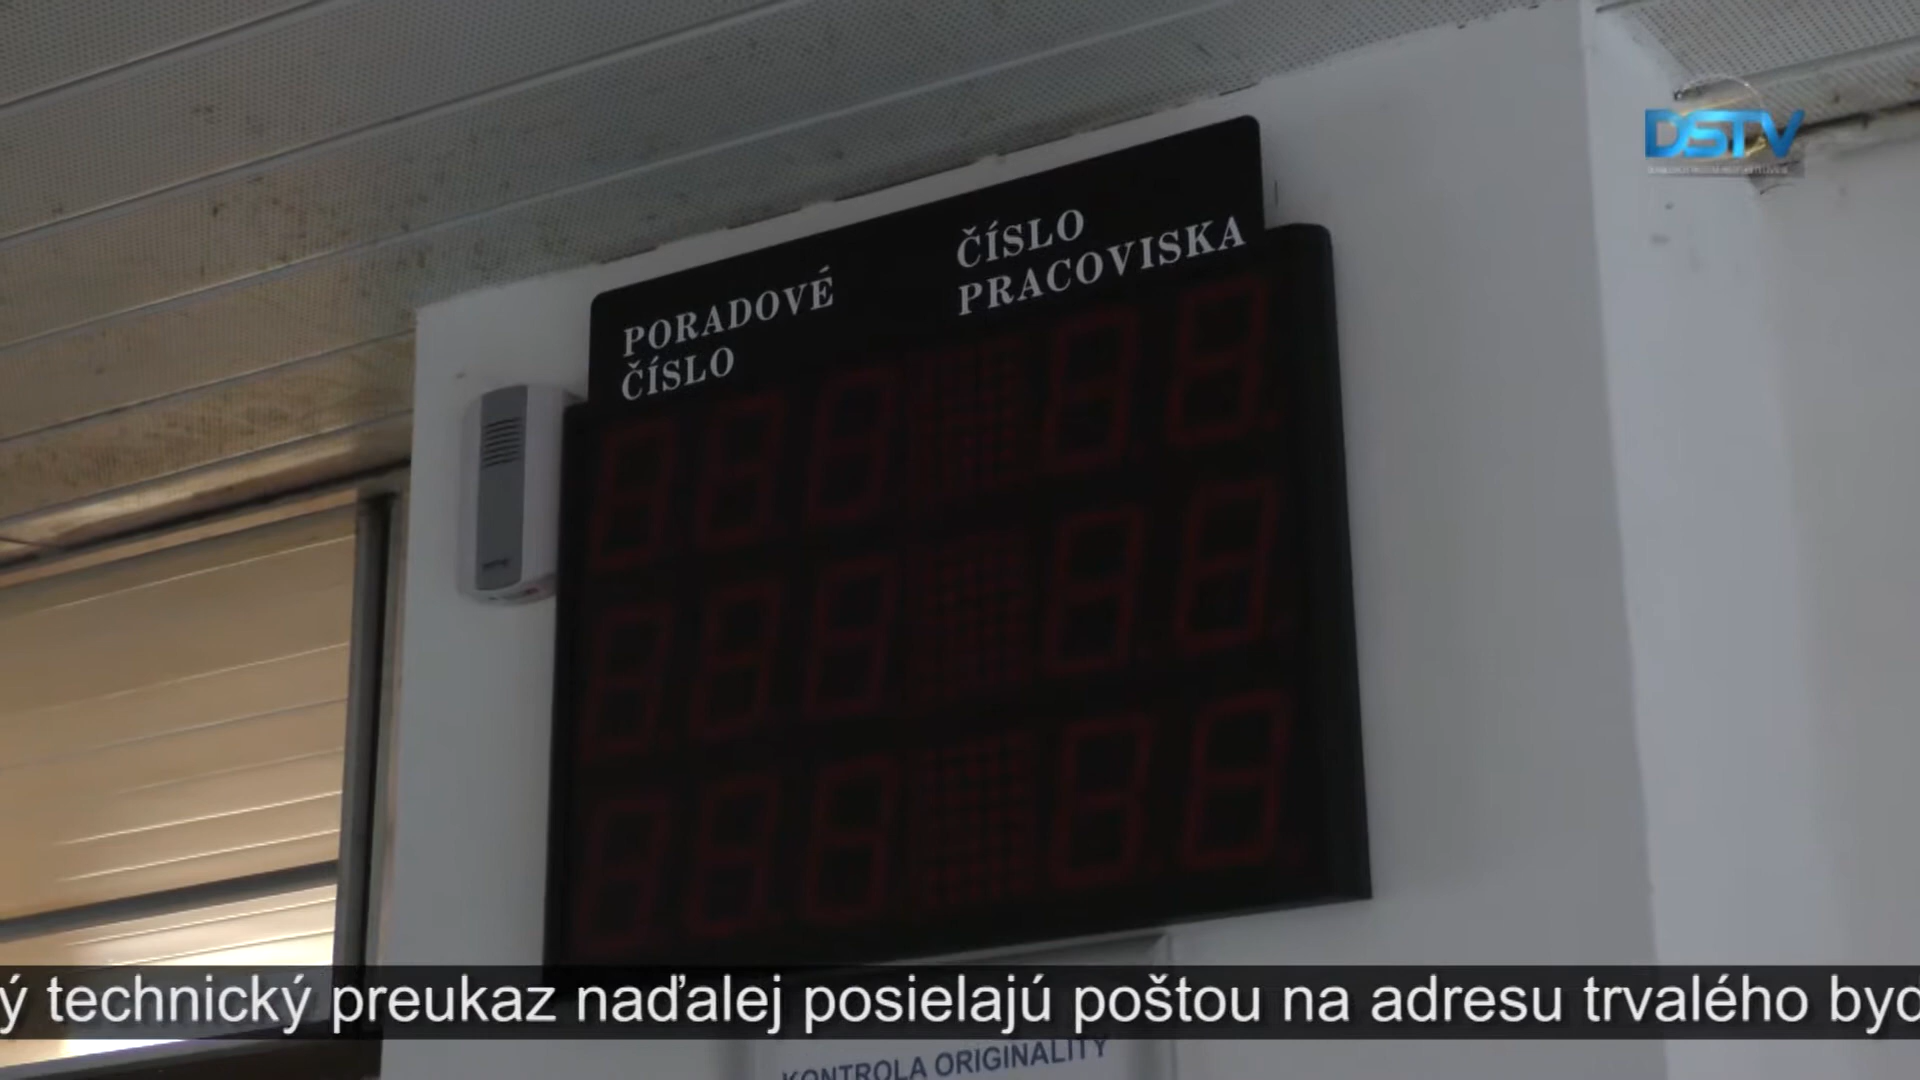 DSTV
ČÍSLO
PRACOVISKA
PORADOVÉ
ČÍSLO
ý technický preukaz naďalej posielajú poštou na adresu trvalého byd
KONTROLA ORIGINALITY